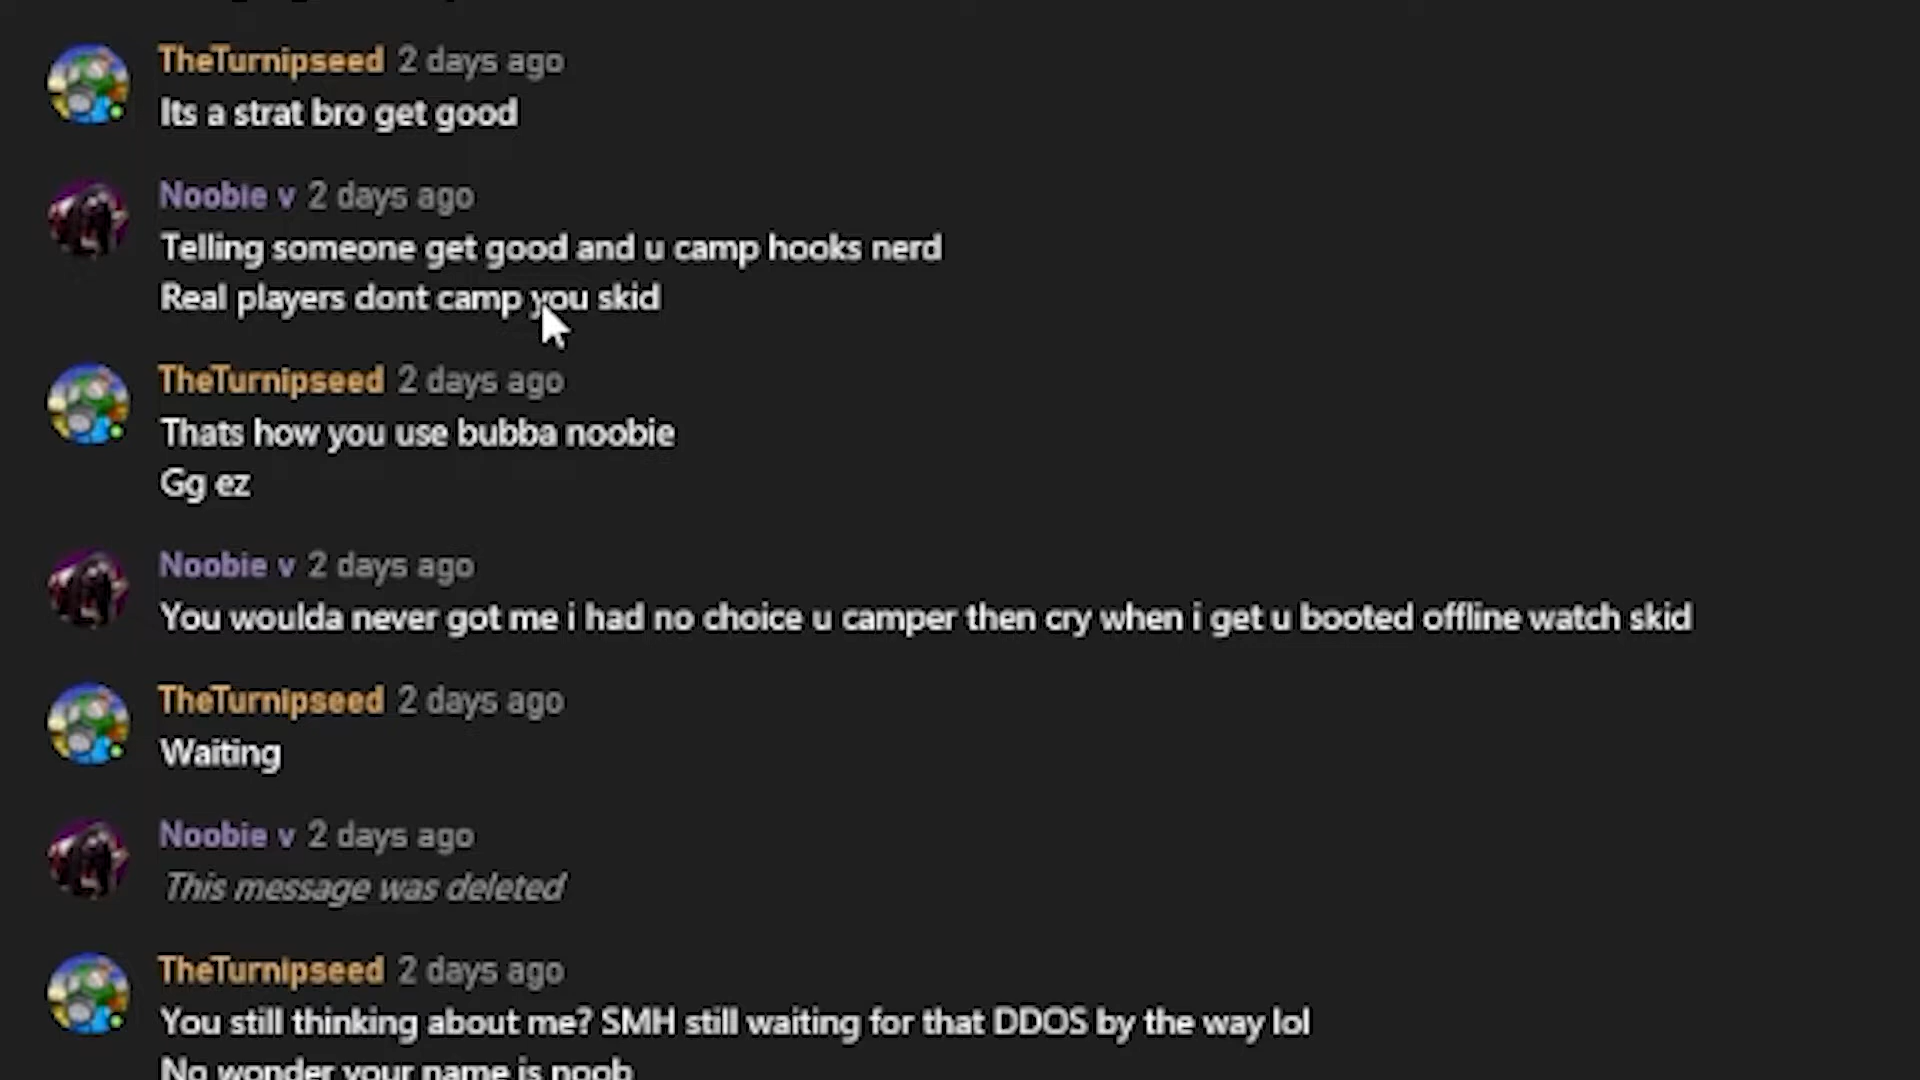 TheTurnipseed 2 days ago
Its a strat bro get good
Noobie v 2 days ago
Telling someone get good and u camp hooks nerd
Real players dont camp you skid
TheTurnipseed 2 days ago
Thats how you use bubba noobie
Gg ez
Noobie v 2 days ago
You woulda never got me i had no choice u camper then cry when i get u booted offline watch skid
TheTurnipseed 2 days ago
Waiting
Noobie v 2 days ago
This message was deleted
TheTurnipseed 2 days ago
You still thinking about me? SMH still waiting for that DDOS by the way lol
No wonder your name is noob